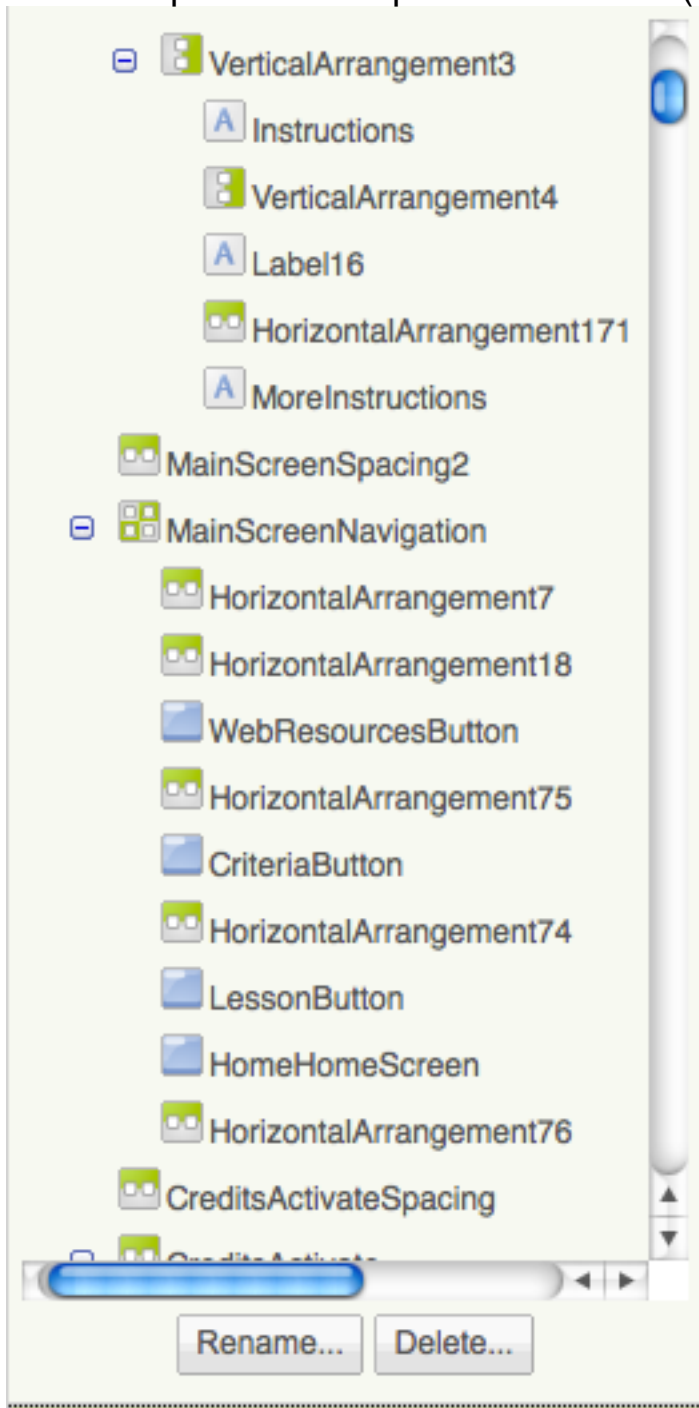 VerticalArrangement3
A Instructions
VerticalArrangement4
A Label16
HorizontalArrangement171
A MoreInstructions
MainScreenSpacing2
MainScreenNavigation
HorizontalArrangement7
HorizontalArrangement18
WebResourcesButton
HorizontalArrangement75
CriteriaButton
HorizontalArrangement74
LessonButton
HomeHomeScreen
HorizontalArrangement76
CreditsActivateSpacing
CreditsActivate
Rename... Delete...